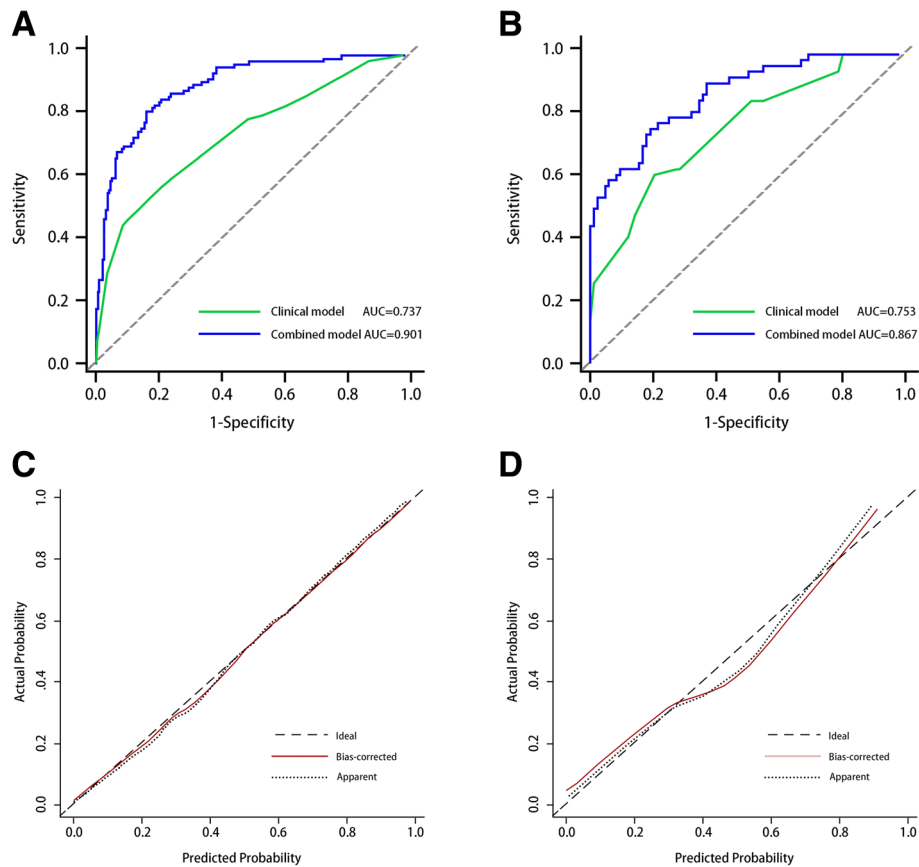 A
1.0
0.8
0.6
0.4
0.2
0.0
Sensitivity
Clinical model AUC=0.737
Combined model AUC=0.901
0.0 0.2 0.4 0.6 0.8 1.0
1-Specificity
B
1.0
0.8
0.6
0.4
0.2
0.0
Sensitivity
Clinical model AUC=0.753
Combined model AUC=0.867
0.0 0.2 0.4 0.6 0.8 1.0
1-Specificity
C
1.0
0.8
0.6
.04
0.2
0.0
Actual Probability
Ideal
Bias-corrected
Apparent
0.0 0.2 0.4 0.6 0.8 1.0
Predicted Probability
D
1.0
0.8
0.6
.04
0.2
0.0
Actual Probability
Ideal
Bias-corrected
Apparent
0.0 0.2 0.4 0.6 0.8 1.0
Predicted Probability